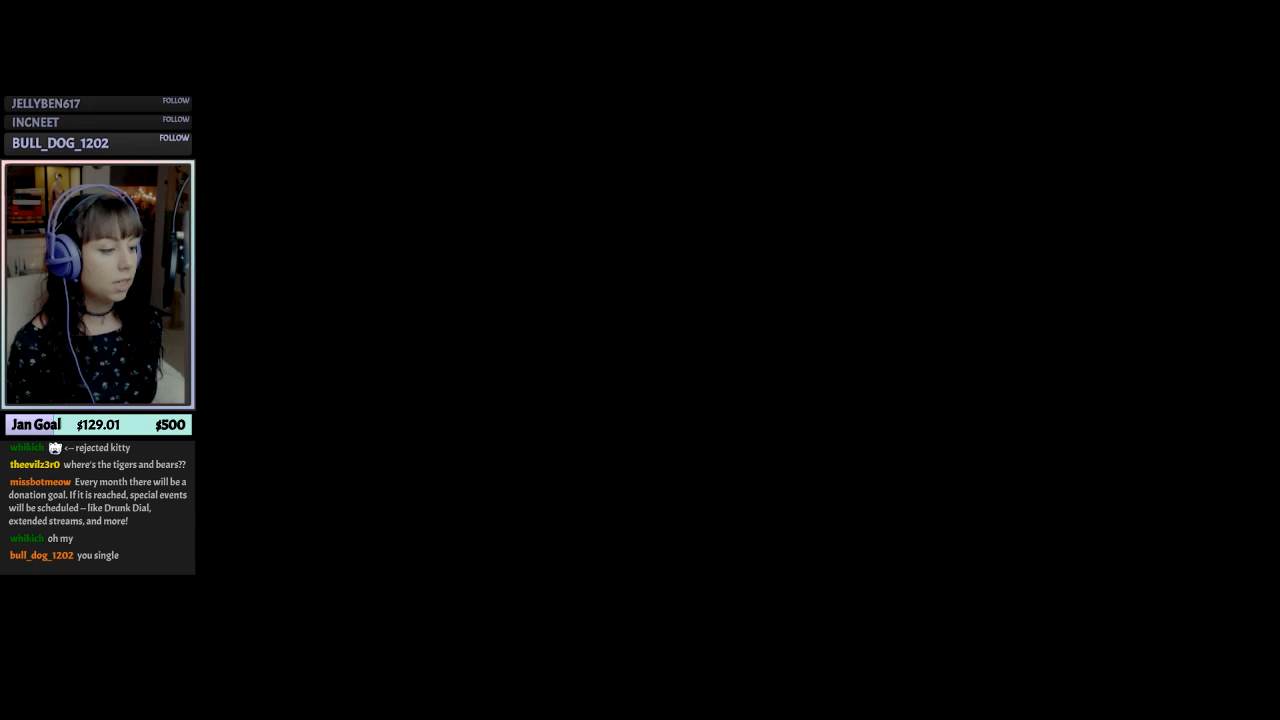 JELLYBEN617 FOLLOW
INCNEET FOLLOW
BULL_DOG_1202 FOLLOW
Jan Goal $129.01 $500
whikich <-- rejected kitty
theevilz3r0 where's the tigers and bears??
missbotmeow Every month there will be a
donation goal. If it is reached, special events
will be scheduled -- like Drunk Dial,
extended streams, and more!
whikich oh my
bull_dog_1202 you single